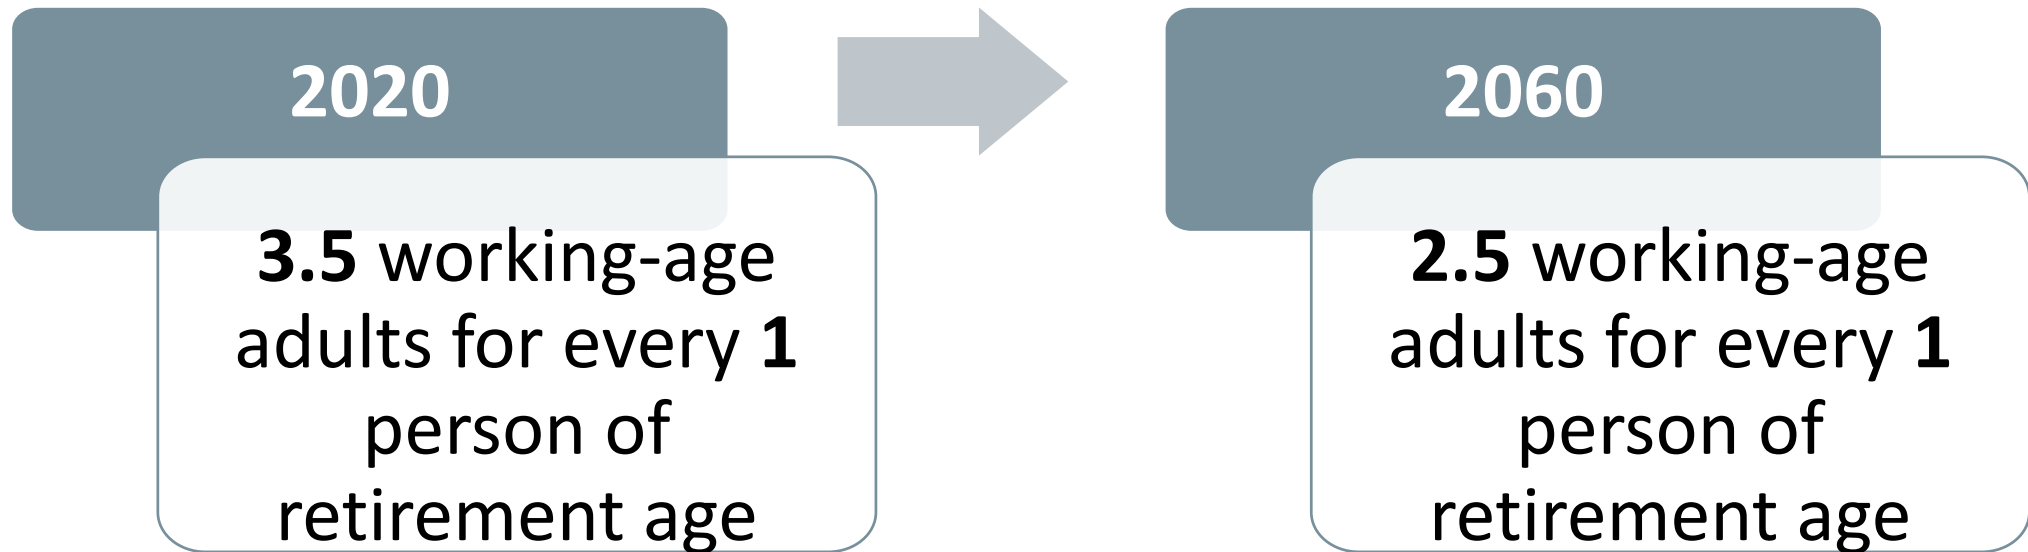 2020
3.5 working-age
adults for every 1
person of
retirement age
2060
2.5 working-age
adults for every 1
person of
retirement age